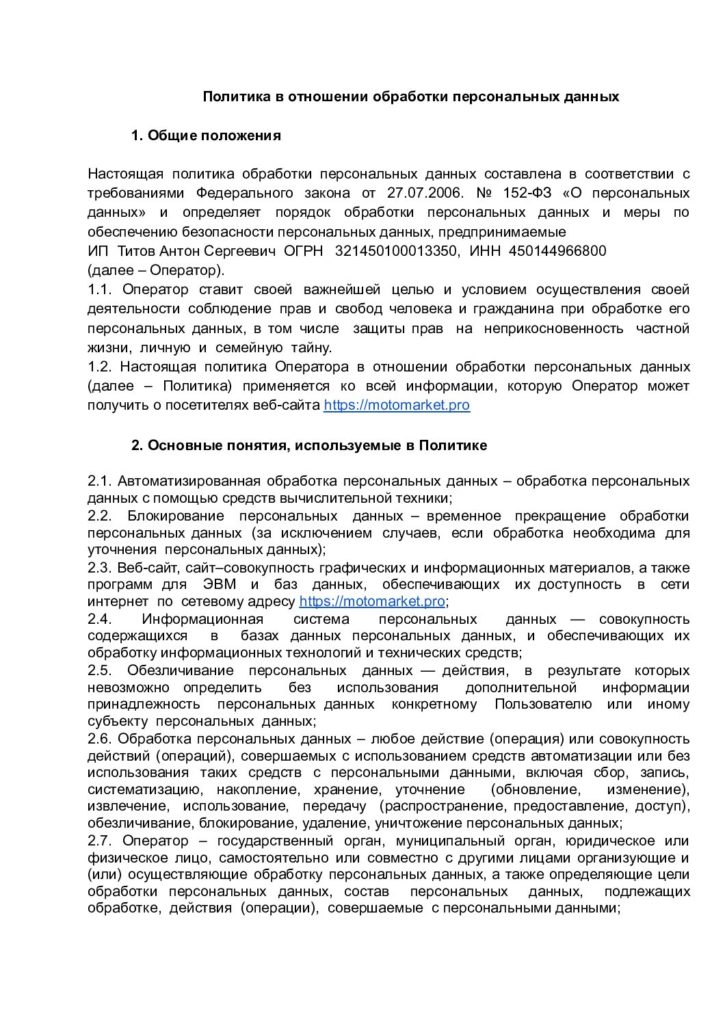 Политика в отношении обработки персональных данных
1. Общие положения
Настоящая политика обработки персональных данных составлена в соответствии с
требованиями Федерального закона от 27.07.2006. № 152-ФЗ «О персональных
данных» и определяет порядок обработки персональных данных и меры по
обеспечению безопасности персональных данных, предпринимаемые
ИП Титов Антон Сергеевич ОГРН 321450100013350, ИНН 450144966800
(далее – Оператор).
1.1. Оператор ставит своей важнейшей целью и условием осуществления своей
деятельности соблюдение прав и свобод человека и гражданина при обработке его
персональных данных, в том числе защиты прав на неприкосновенность частной
жизни, личную и семейную тайну.
1.2. Настоящая политика Оператора в отношении обработки персональных данных
(далее – Политика) применяется ко всей информации, которую Оператор может
получить о посетителях веб-сайта https://motomarket.pro
2. Основные понятия, используемые в Политике
2.1. Автоматизированная обработка персональных данных – обработка персональных
данных с помощью средств вычислительной техники;
2.2. Блокирование персональных данных – временное прекращение обработки
персональных данных (за исключением случаев, если обработка необходима для
уточнения персональных данных);
2.3. Веб-сайт, сайт–совокупность графических и информационных материалов, а также
программ для ЭВМ и баз данных, обеспечивающих их доступность в сети
интернет по сетевому адресу https://motomarket.pro;
2.4. Информационная система персональных данных — совокупность
содержащихся в базах данных персональных данных, и обеспечивающих их
обработку информационных технологий и технических средств;
2.5. Обезличивание персональных данных — действия, в результате которых
невозможно определить без использования дополнительной информации
принадлежность персональных данных конкретному Пользователю или иному
субъекту персональных данных;
2.6. Обработка персональных данных – любое действие (операция) или совокупность
действий (операций), совершаемых с использованием средств автоматизации или без
использования таких средств с персональными данными, включая сбор, запись,
систематизацию, накопление, хранение, уточнение (обновление, изменение),
извлечение, использование, передачу (распространение, предоставление, доступ),
обезличивание, блокирование, удаление, уничтожение персональных данных;
2.7. Оператор – государственный орган, муниципальный орган, юридическое или
физическое лицо, самостоятельно или совместно с другими лицами организующие и
(или) осуществляющие обработку персональных данных, а также определяющие цели
обработки персональных данных, состав персональных данных, подлежащих
обработке, действия (операции), совершаемые с персональными данными;